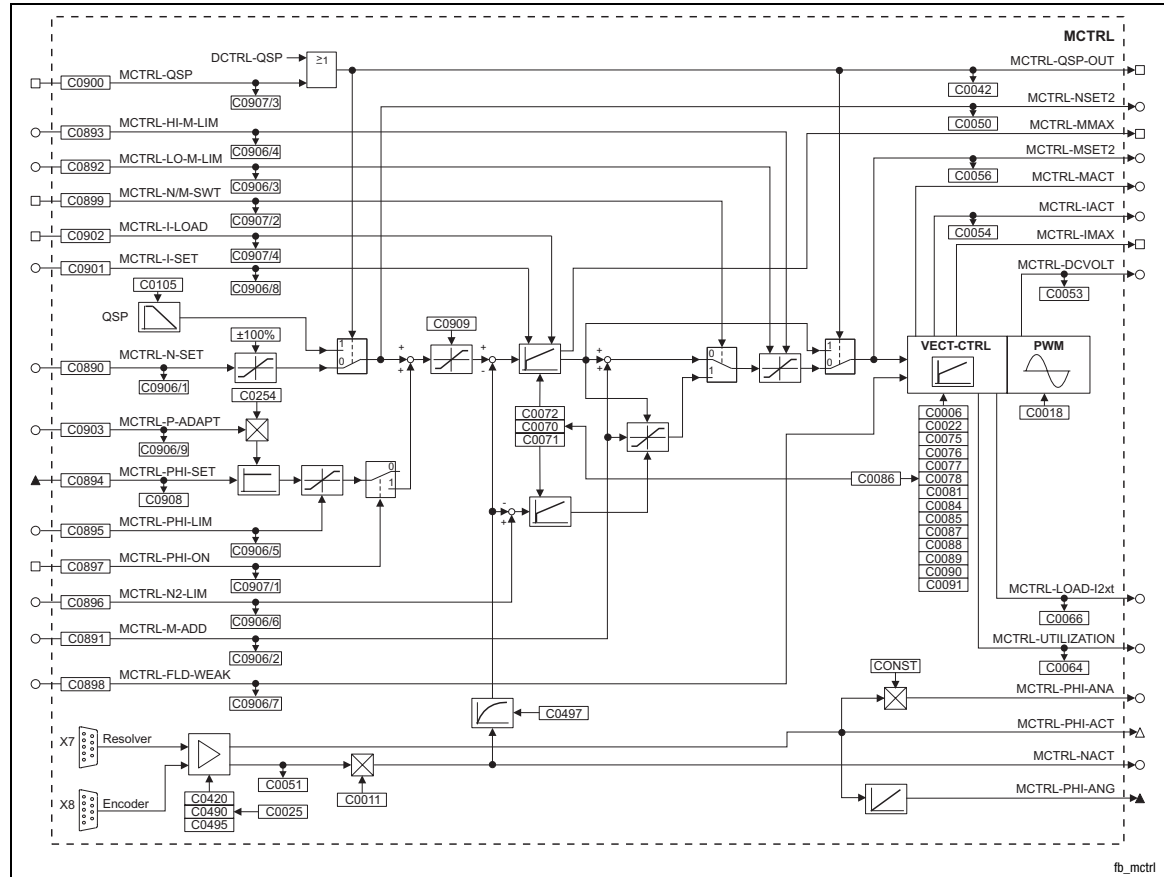 MCTRL
DCTRL-QSP
≥1
MCTRL-QSP-OUT
C0900
MCTRL-QSP
C0907/3
C0042
MCTRL-NSET2
C0893
MCTRL-HI-M-LIM
C0906/4
C0050
MCTRL-MMAX
C0892
MCTRL-LO-M-LIM
C0906/3
MCTRL-MSET2
C0056
C0899
MCTRL-N/M-SWT
C0907/2
MCTRL-MACT
C0902
MCTRL-I-LOAD
C0907/4
MCTRL-IACT
C0054
C0901
MCTRL-I-SET
C0906/8
MCTRL-IMAX
MCTRL-DCVOLT
C0053
C0105
QSP
±100%
C0909
1
0
+
+
+
-
+
+
0
1
1
0
VECT-CTRL
PWM
C0890
MCTRL-N-SET
C0906/1
C0254
C0903
MCTRL-P-ADAPT
C0906/9
C0072
C0070
C0071
C0018
C0006
C0022
C0075
C0076
C0077
C0078
C0081
C0084
C0085
C0087
C0088
C0089
C0090
C0091
C0086
C0894
MCTRL-PHI-SET
C0908
0
1
-
+
C0895
MCTRL-PHI-LIM
C0906/5
C0897
MCTRL-PHI-ON
C0907/1
C0896
MCTRL-N2-LIM
C0906/6
MCTRL-LOAD-I2xt
C0066
C0891
MCTRL-M-ADD
C0906/2
MCTRL-UTILIZATION
C0064
C0898
MCTRL-FLD-WEAK
C0906/7
CONST
MCTRL-PHI-ANA
C0497
X7
Resolver
MCTRL-PHI-ACT
C0051
C0011
MCTRL-NACT
X8
Encoder
C0420
C0490
C0495
C0025
MCTRL-PHI-ANG
fb_mctrl